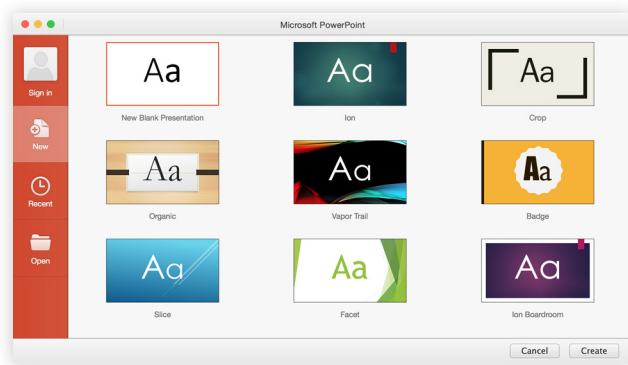 Microsoft PowerPoint
Sign in
New
Recent
Open
Aa
Aa
Aa
New Blank Presentation
Ion
Crop
Aa
Aa
Aa
Organic
Vapor Trail
Badge
Aa
Aa
Aa
Slice
Facet
Ion Boardroom
Cancel
Create